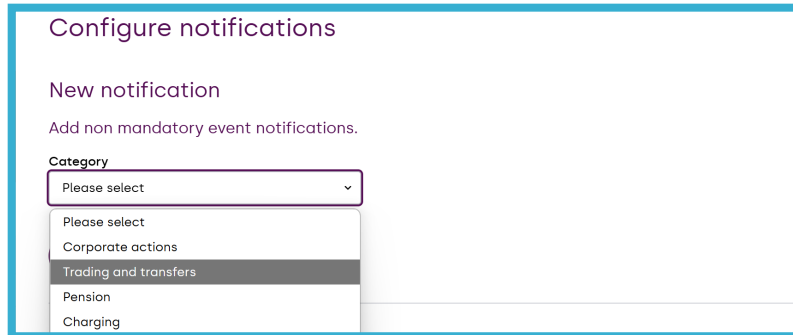 Configure notifications
New notification
Add non mandatory event notifications.
Category
Please select
Please select
Corporate actions
Trading and transfers
Pension
Charging